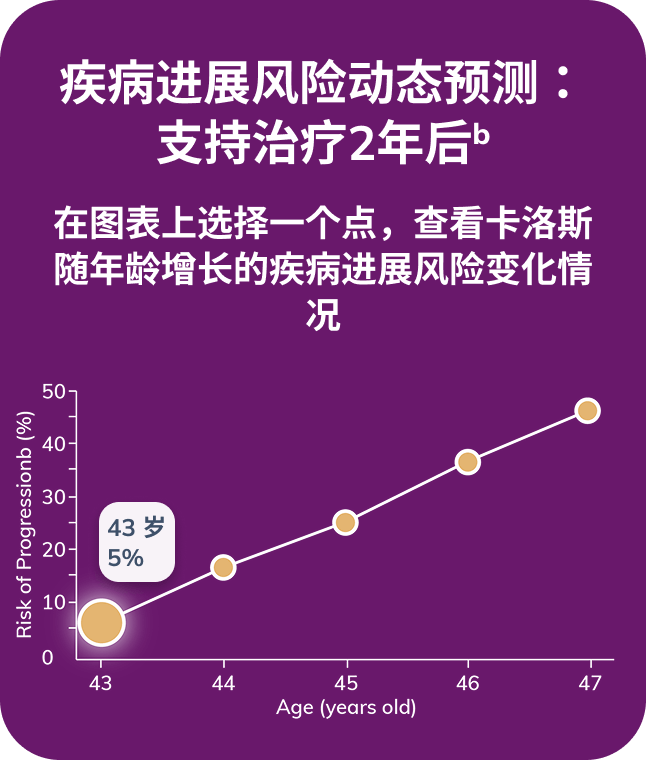 疾病进展风险动态预测：
支持治疗2年后b
在图表上选择一个点，查看卡洛斯
随年龄增长的疾病进展风险变化情
况
Risk of Progressionb (%)
50
40
30
20
10
0
43 岁
5%
43 44 45 46 47
Age (years old)